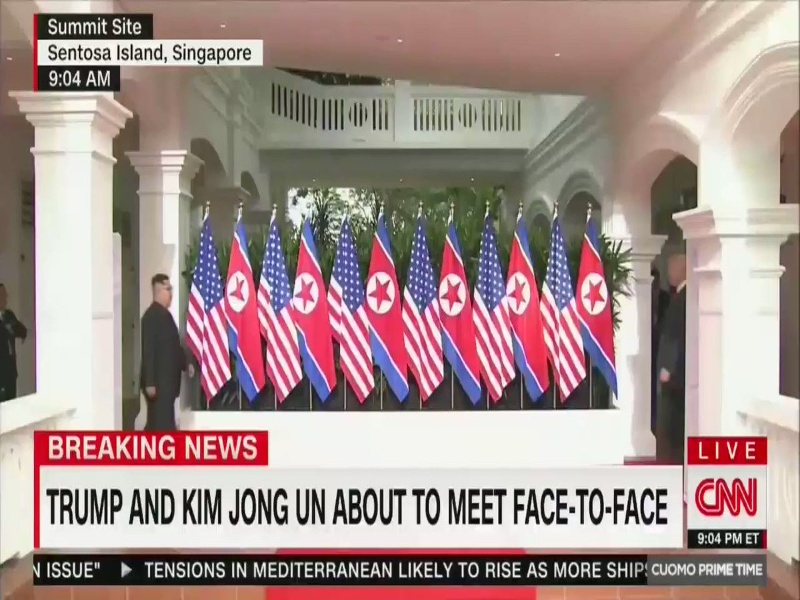 Summit Site
Sentosa Island, Singapore
9:04 AM
BREAKING NEWS
TRUMP AND KIM JONG UN ABOUT TO MEET FACE-TO-FACE
LIVE
CNN
9:04 PM ET
N ISSUE" ▶ TENSIONS IN MEDITERRANEAN LIKELY TO RISE AS MORE SHIPS
CUOMO PRIME TIME